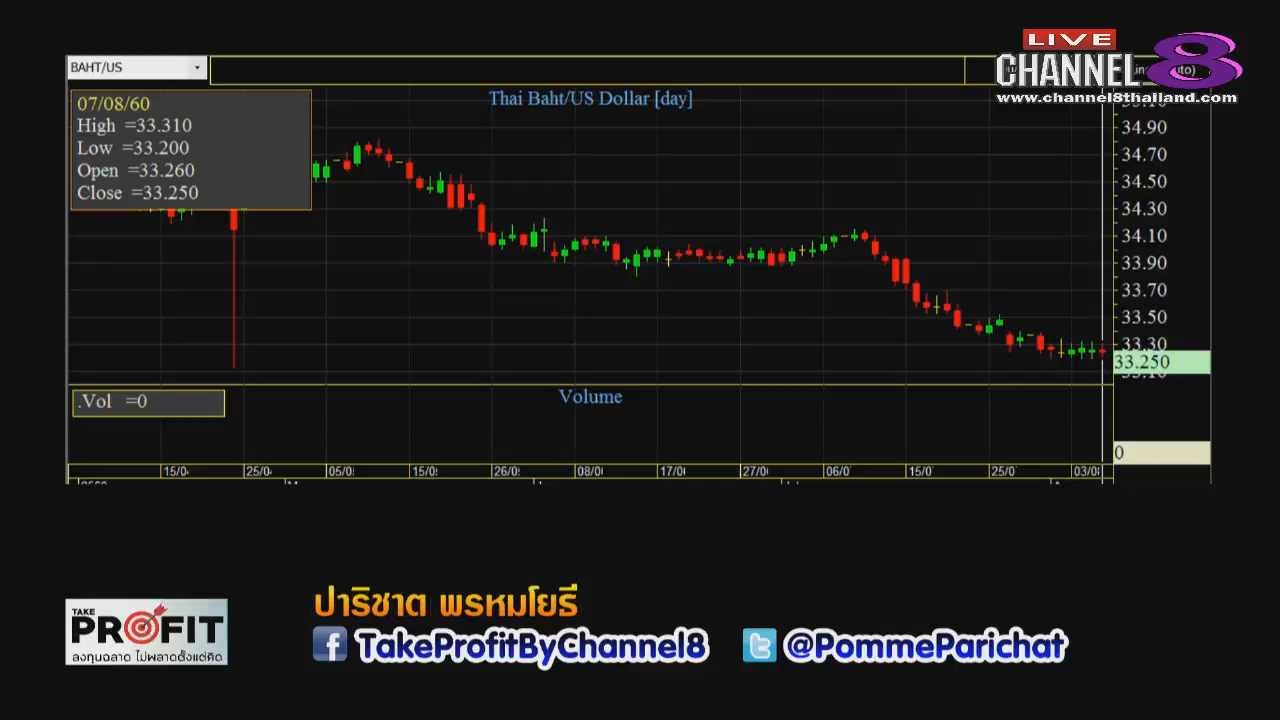 LIVE
CHANNEL 8
www.channel8thailand.com
BAHT/US
Thai Baht/US Dollar [day]
07/08/60
High =33.310
Low =33.200
Open =33.260
Close =33.250
34.90
34.70
34.50
34.30
34.10
33.90
33.70
33.50
33.30
33.250
33.10
.Vol =0
Volume
0
15/0
25/0
05/0
15/0
26/0
08/0
17/0
27/0
06/0
15/0
25/0
03/0
TAKE
PROFIT
ลงทุนฉลาด ไม่พลาดตั้งแต่คิด
ปาริชาต พรหมโยธี
TakeProfitByChannel8
@PommeParichat